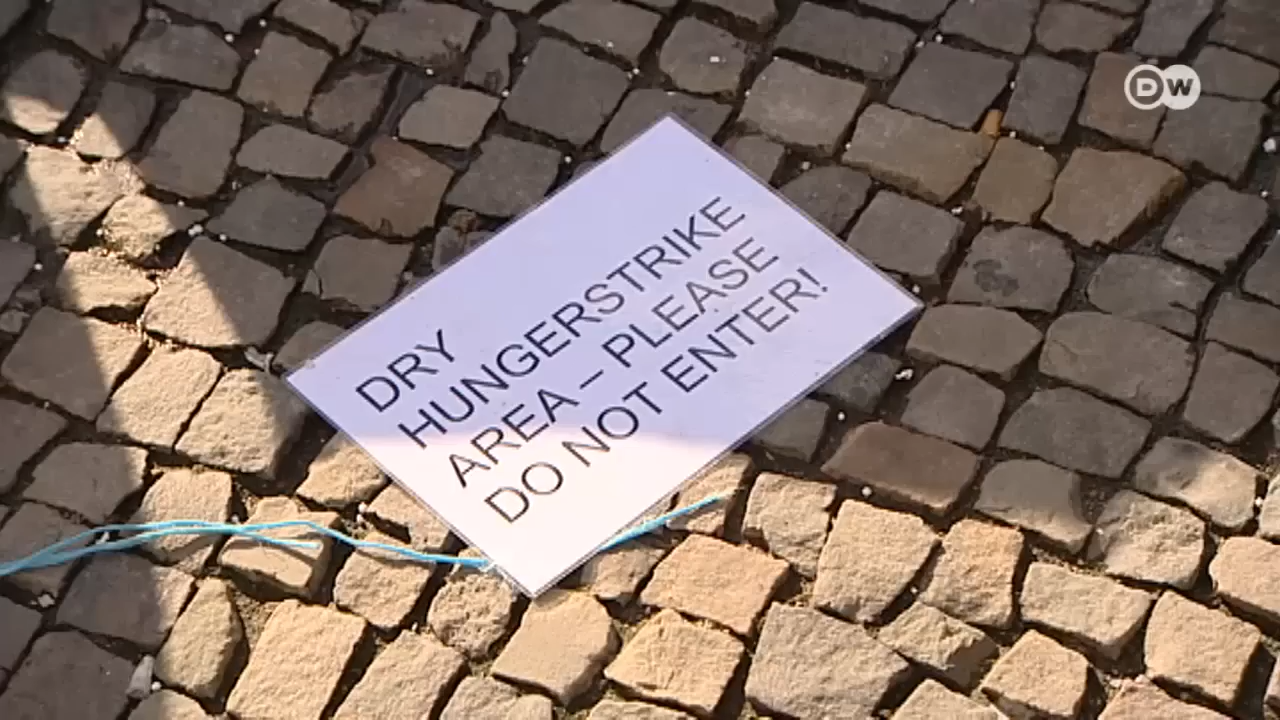 DW
DRY
HUNGERSTRIKE
AREA – PLEASE
DO NOT ENTER!